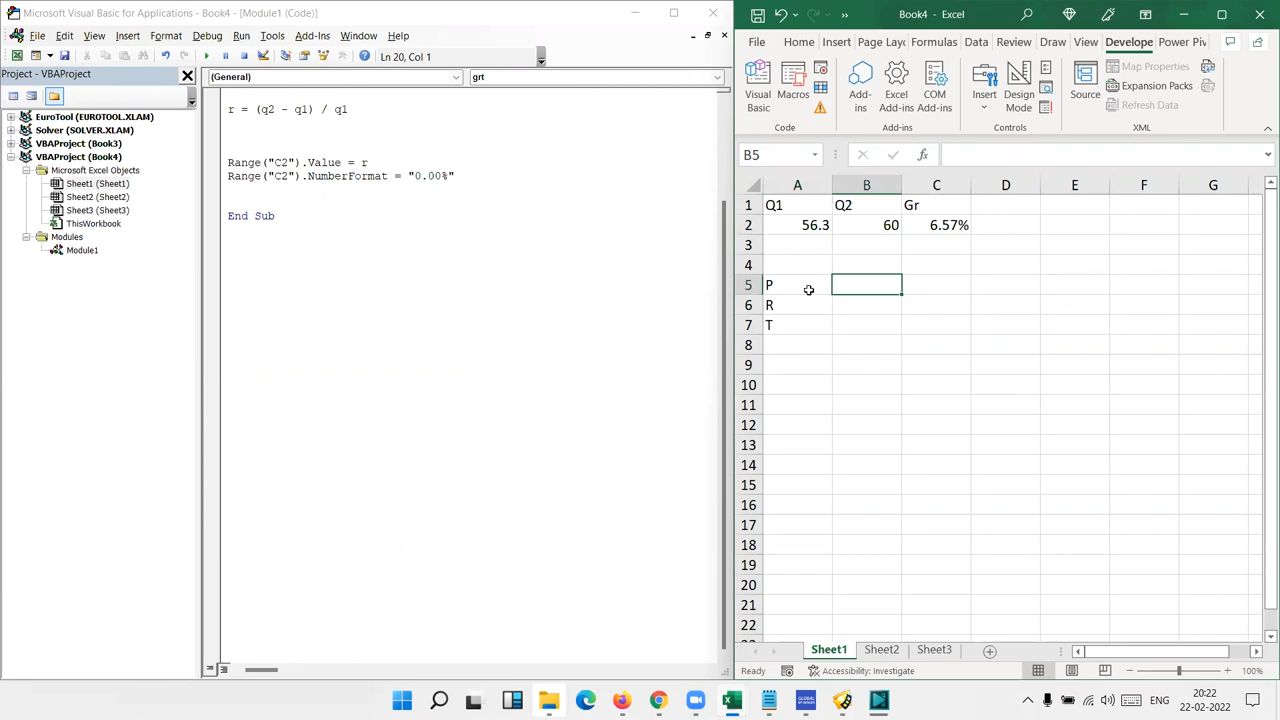 Microsoft Visual Basic for Applications - Book4 - [Module1 (Code)]
File Edit View Insert Format Debug Run Tools Add-Ins Window Help
Ln 20, Col 1
Project - VBAProject
EuroTool (EUROTOOL.XLAM)
Solver (SOLVER.XLAM)
VBAProject (Book3)
VBAProject (Book4)
Microsoft Excel Objects
Sheet1 (Sheet1)
Sheet2 (Sheet2)
Sheet3 (Sheet3)
ThisWorkbook
Modules
Module1
(General) grt
r = (q2 - q1) / q1
Range("C2").Value = r
Range("C2").NumberFormat = "0.00%"
End Sub
Book4 - Excel
File Home Insert Page Layo Formulas Data Review View Develope Power Piv
Visual Basic
Macros
Code
Add-ins
Excel Add-ins
COM Add-ins
Add-ins
Insert
Design Mode
Controls
Source
Map Properties
Expansion Packs
Refresh Data
XML
B5
fx
A B C D E F G
1 Q1 Q2 Gr
2 56.3 60 6.57%
3
4
5 P
6 R
7 T
8
9
10
11
12
13
14
15
16
17
18
19
20
21
22
Sheet1 Sheet2 Sheet3
Ready Accessibility: Investigate 100%
ENG 20:22
22-02-2022